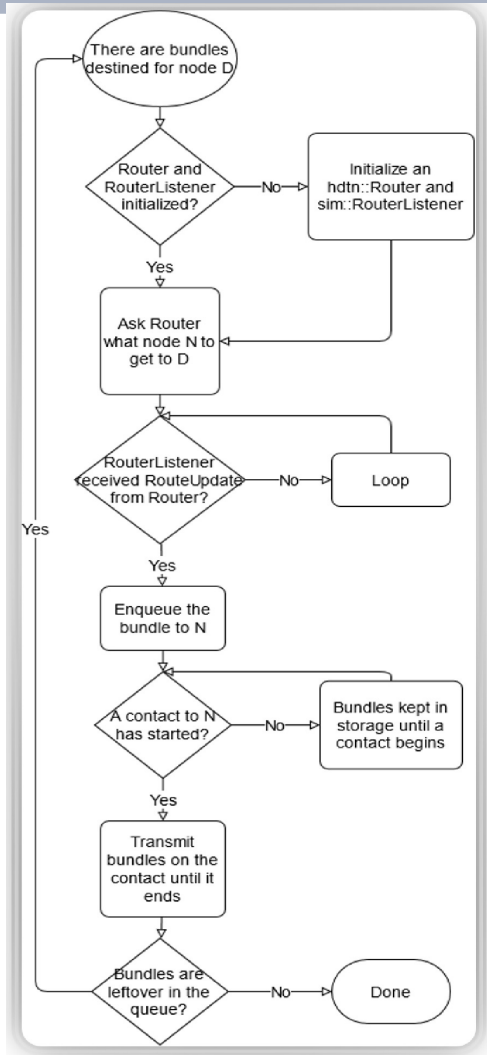 There are bundles
destined for node D
Router and
RouterListener
initialized?
No
Initialize an
hdtn::Router and
sim::RouterListener
Yes
Ask Router
what node N to
get to D
RouterListener
received RouteUpdate
from Router?
No
Loop
Yes
Yes
Enqueue the
bundle to N
A contact to N
has started?
No
Bundles kept in
storage until a
contact begins
Yes
Transmit
bundles on the
contact until it
ends
Bundles are
leftover in the
queue?
No
Done